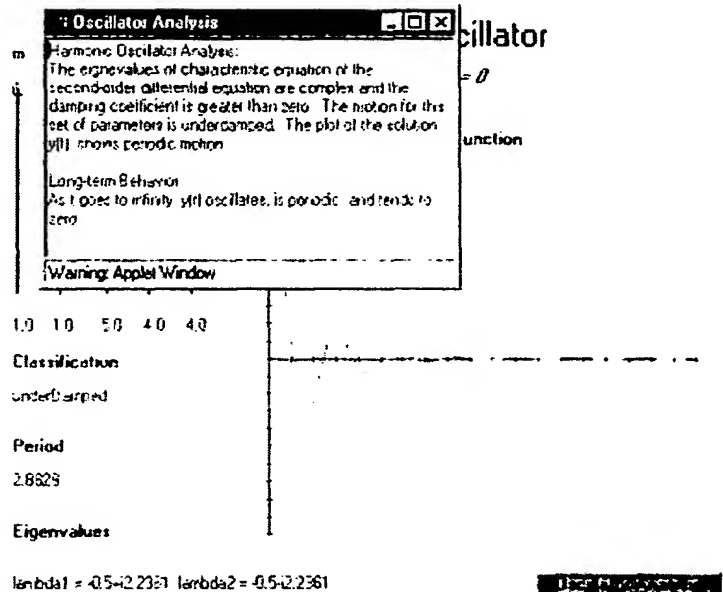 Oscillator Analysis
cillator
m
Harmonic Oscillator Analysis:
The eignevalues of characteristic equation of the
second-order differential equation are complex and the
damping coefficient is greater than zero. The motion for this
set of parameters is underdamped. The plot of the solution
y(t) shows periodic motion
= 0
unction
Long-term Behavior
As t goes to infinity y(t) oscillates, is periodic and tends to
zero
Warning: Applet Window
1.0 1.0 5.0 4.0 4.0
Classification
underDamped
Period
Eigenvalues
lambda1 = -0.5+i2.2361 lambda2 = -0.5-i2.2361